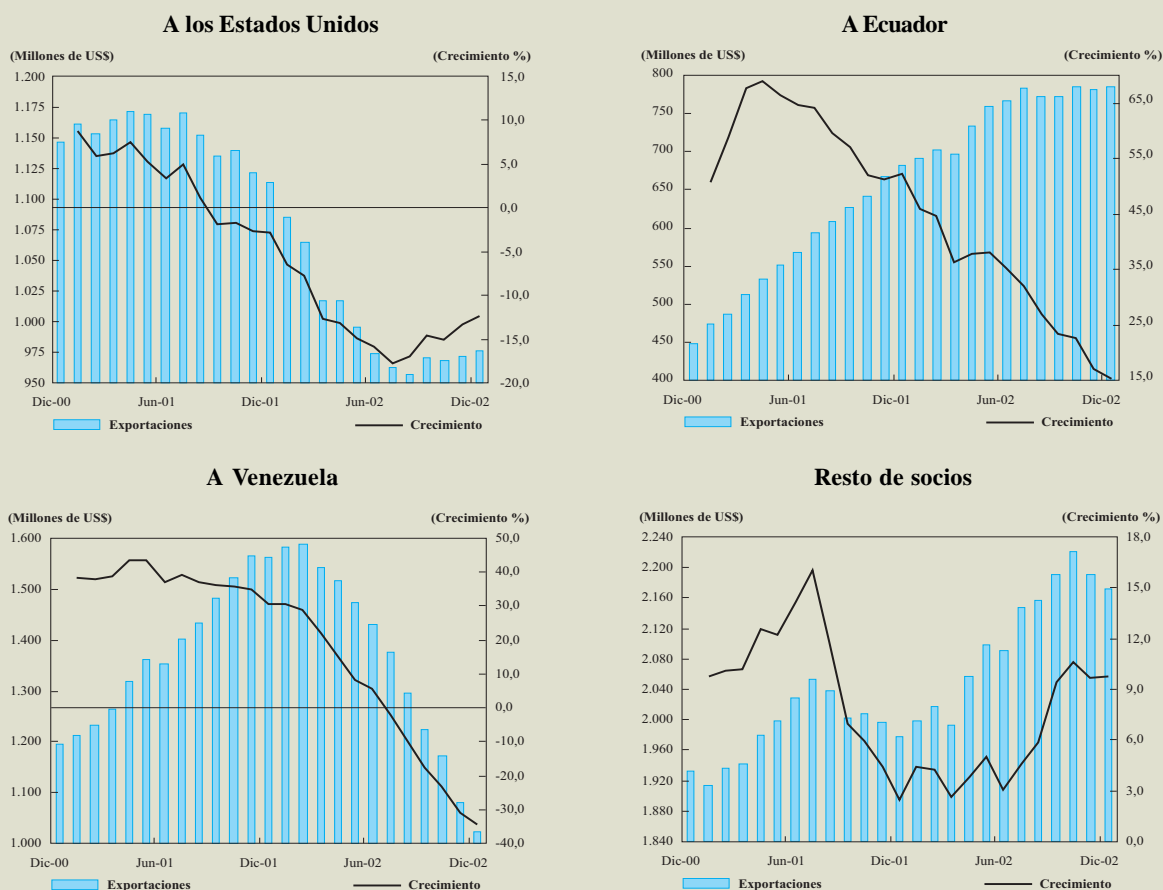 A los Estados Unidos
(Millones de US$) (Crecimiento %)
1.200 15,0
1.175 10,0
1.150 5,0
1.125 0,0
1.100 -5,0
1.075 -10,0
1.050 -15,0
1.025 -20,0
1.000
975
950
Dic-00 Jun-01 Dic-01 Jun-02 Dic-02
Exportaciones Crecimiento
A Ecuador
(Millones de US$) (Crecimiento %)
800 65,0
750 55,0
700 45,0
650 35,0
600 25,0
550 15,0
500
450
400
Dic-00 Jun-01 Dic-01 Jun-02 Dic-02
Exportaciones Crecimiento
A Venezuela
(Millones de US$) (Crecimiento %)
1.600 50,0
1.500 40,0
1.400 30,0
1.300 20,0
1.200 10,0
1.100 0,0
1.000 -10,0
-20,0
-30,0
-40,0
Dic-00 Jun-01 Dic-01 Jun-02 Dic-02
Exportaciones Crecimiento
Resto de socios
(Millones de US$) (Crecimiento %)
2.240 18,0
2.200 15,0
2.160 12,0
2.120 9,0
2.080 6,0
2.040 3,0
2.000 0,0
1.960
1.920
1.880
1.840
Dic-00 Jun-01 Dic-01 Jun-02 Dic-02
Exportaciones Crecimiento